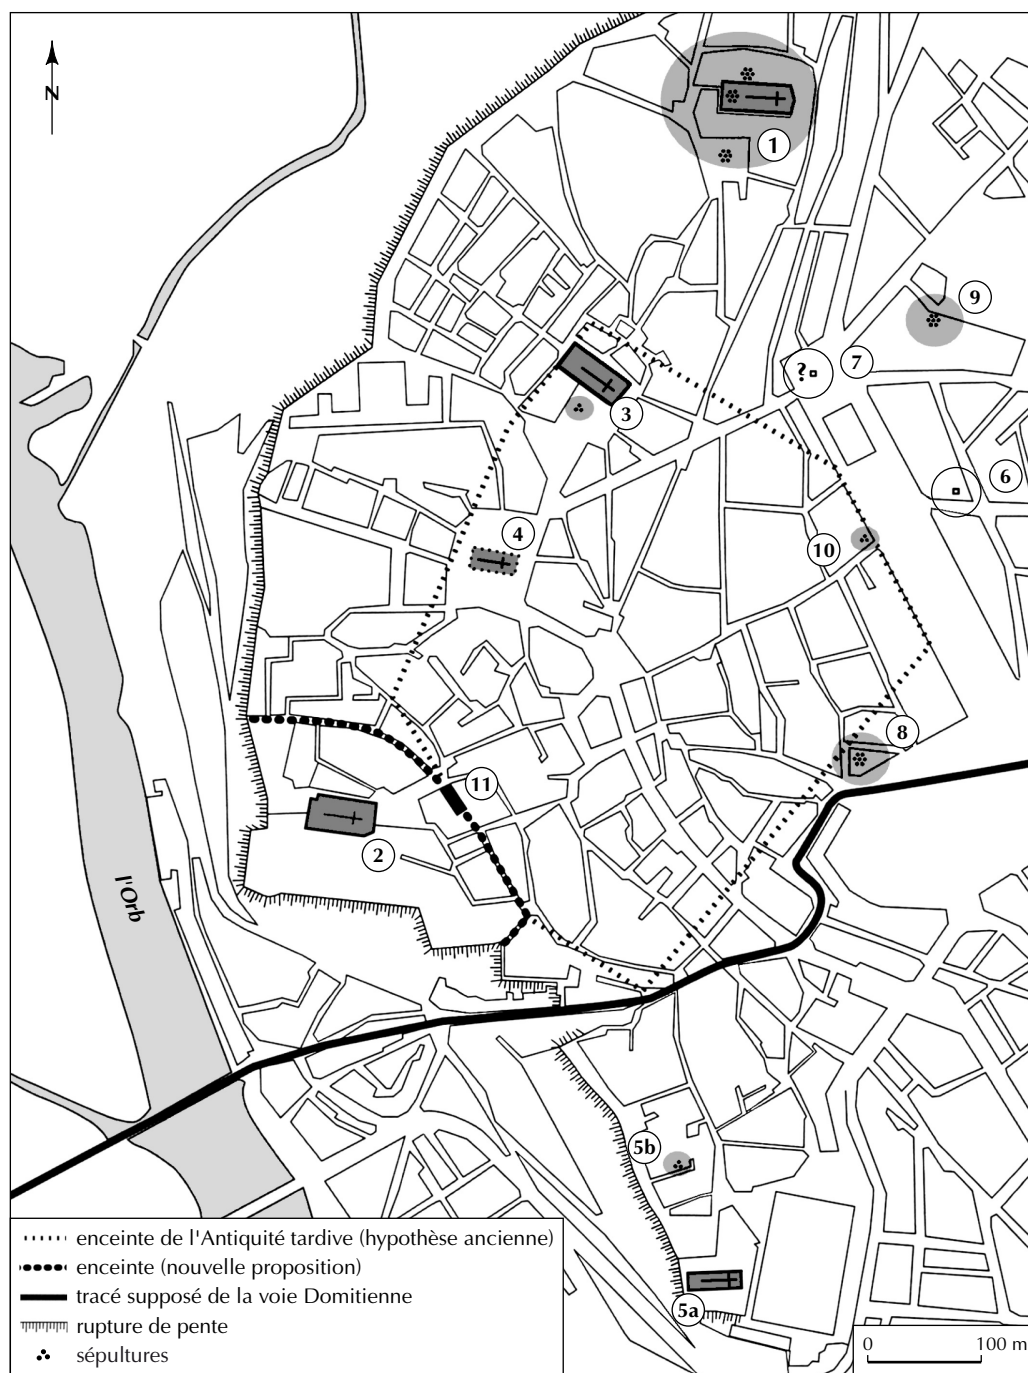 N
1
9
7
?
3
6
4
10
8
11
2
l'Orb
5b
5a
enceinte de l'Antiquité tardive (hypothèse ancienne)
enceinte (nouvelle proposition)
tracé supposé de la voie Domitienne
rupture de pente
sépultures
0 100 m